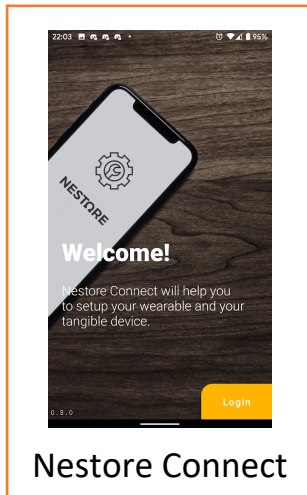 22:03
95%
NESTORE
Welcome!
Nestore Connect will help you
to setup your wearable and your
tangible device.
Login
0.8.0
Nestore Connect